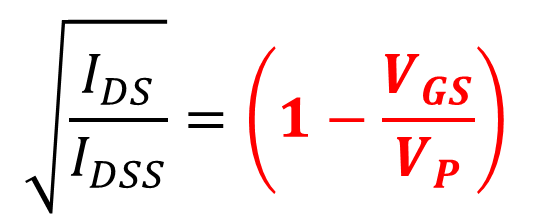 √(I_DS / I_DSS) = (1 − V_GS / V_P)